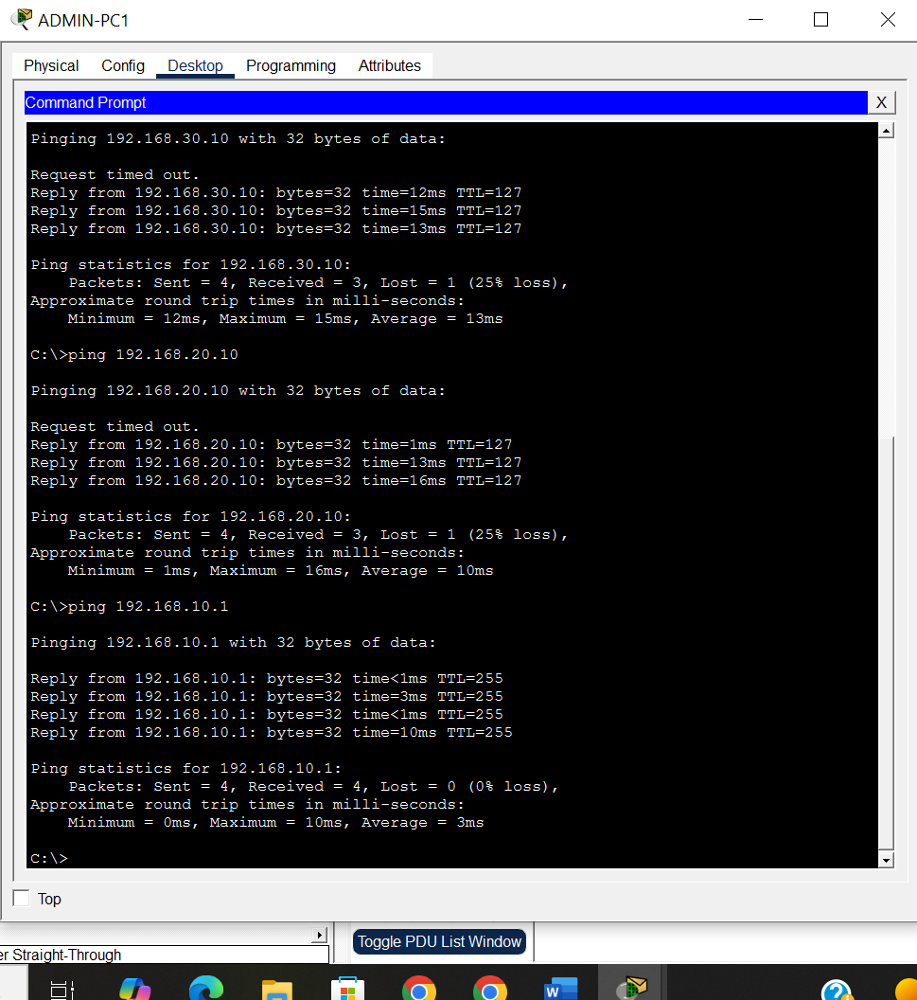 ADMIN-PC1
Physical Config Desktop Programming Attributes
Command Prompt X
Pinging 192.168.30.10 with 32 bytes of data:
Request timed out.
Reply from 192.168.30.10: bytes=32 time=12ms TTL=127
Reply from 192.168.30.10: bytes=32 time=15ms TTL=127
Reply from 192.168.30.10: bytes=32 time=13ms TTL=127
Ping statistics for 192.168.30.10:
Packets: Sent = 4, Received = 3, Lost = 1 (25% loss),
Approximate round trip times in milli-seconds:
Minimum = 12ms, Maximum = 15ms, Average = 13ms
C:\>ping 192.168.20.10
Pinging 192.168.20.10 with 32 bytes of data:
Request timed out.
Reply from 192.168.20.10: bytes=32 time=1ms TTL=127
Reply from 192.168.20.10: bytes=32 time=13ms TTL=127
Reply from 192.168.20.10: bytes=32 time=16ms TTL=127
Ping statistics for 192.168.20.10:
Packets: Sent = 4, Received = 3, Lost = 1 (25% loss),
Approximate round trip times in milli-seconds:
Minimum = 1ms, Maximum = 16ms, Average = 10ms
C:\>ping 192.168.10.1
Pinging 192.168.10.1 with 32 bytes of data:
Reply from 192.168.10.1: bytes=32 time<1ms TTL=255
Reply from 192.168.10.1: bytes=32 time=3ms TTL=255
Reply from 192.168.10.1: bytes=32 time<1ms TTL=255
Reply from 192.168.10.1: bytes=32 time=10ms TTL=255
Ping statistics for 192.168.10.1:
Packets: Sent = 4, Received = 4, Lost = 0 (0% loss),
Approximate round trip times in milli-seconds:
Minimum = 0ms, Maximum = 10ms, Average = 3ms
C:\>
Top
Toggle PDU List Window
er Straight-Through
W
?